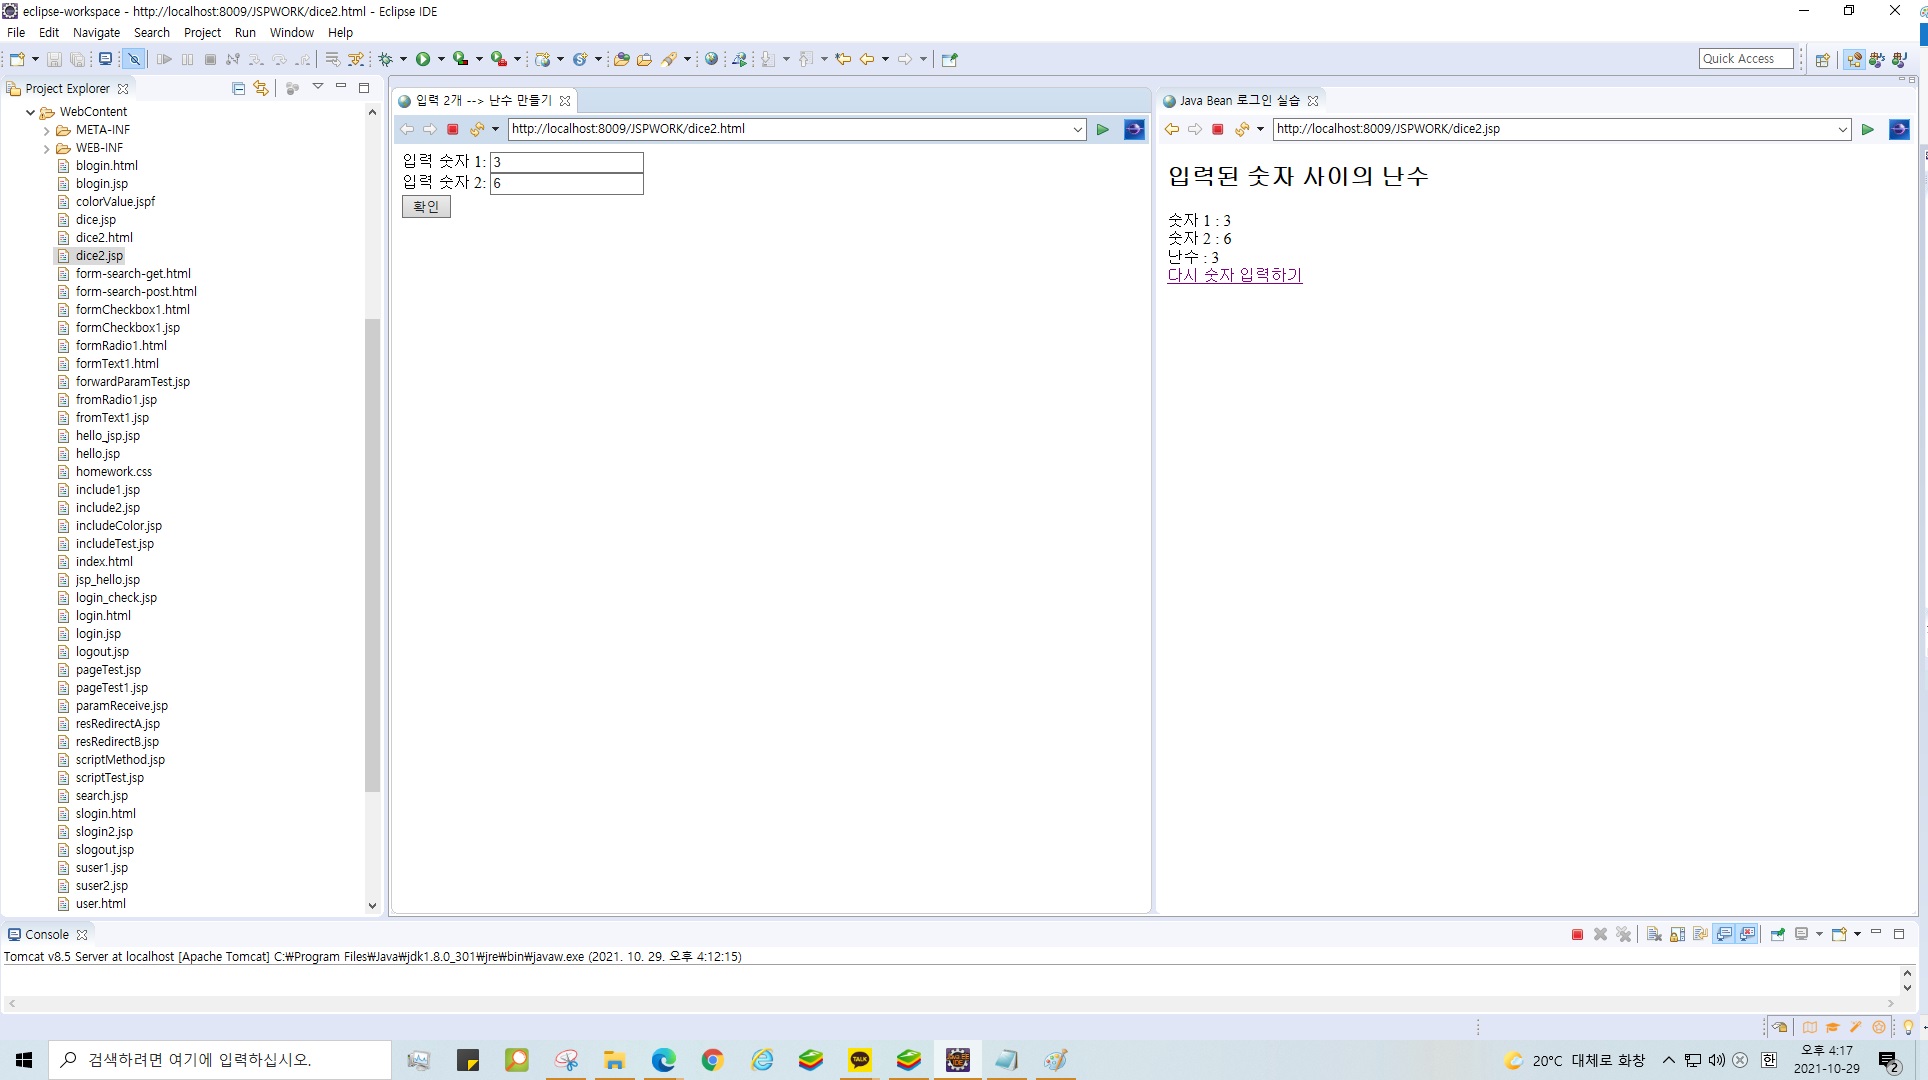 eclipse-workspace - http://localhost:8009/JSPWORK/dice2.html - Eclipse IDE
File Edit Navigate Search Project Run Window Help
Quick Access
Project Explorer
WebContent
META-INF
WEB-INF
blogin.html
blogin.jsp
colorValue.jspf
dice.jsp
dice2.html
dice2.jsp
form-search-get.html
form-search-post.html
formCheckbox1.html
formCheckbox1.jsp
formRadio1.html
formText1.html
forwardParamTest.jsp
fromRadio1.jsp
fromText1.jsp
hello_jsp.jsp
hello.jsp
homework.css
include1.jsp
include2.jsp
includeColor.jsp
includeTest.jsp
index.html
jsp_hello.jsp
login_check.jsp
login.html
login.jsp
logout.jsp
pageTest.jsp
pageTest1.jsp
paramReceive.jsp
resRedirectA.jsp
resRedirectB.jsp
scriptMethod.jsp
scriptTest.jsp
search.jsp
slogin.html
slogin2.jsp
slogout.jsp
suser1.jsp
suser2.jsp
user.html
입력 2개 --> 난수 만들기
http://localhost:8009/JSPWORK/dice2.html
입력 숫자 1: 3
입력 숫자 2: 6
확인
Java Bean 로그인 실습
http://localhost:8009/JSPWORK/dice2.jsp
입력된 숫자 사이의 난수
숫자 1 : 3
숫자 2 : 6
난수 : 3
다시 숫자 입력하기
Console
Tomcat v8.5 Server at localhost [Apache Tomcat] C:₩Program Files₩Java₩jdk1.8.0_301₩jre₩bin₩javaw.exe (2021. 10. 29. 오후 4:12:15)
검색하려면 여기에 입력하십시오.
TALK
20°C 대체로 화창
한
오후 4:17
2021-10-29
2